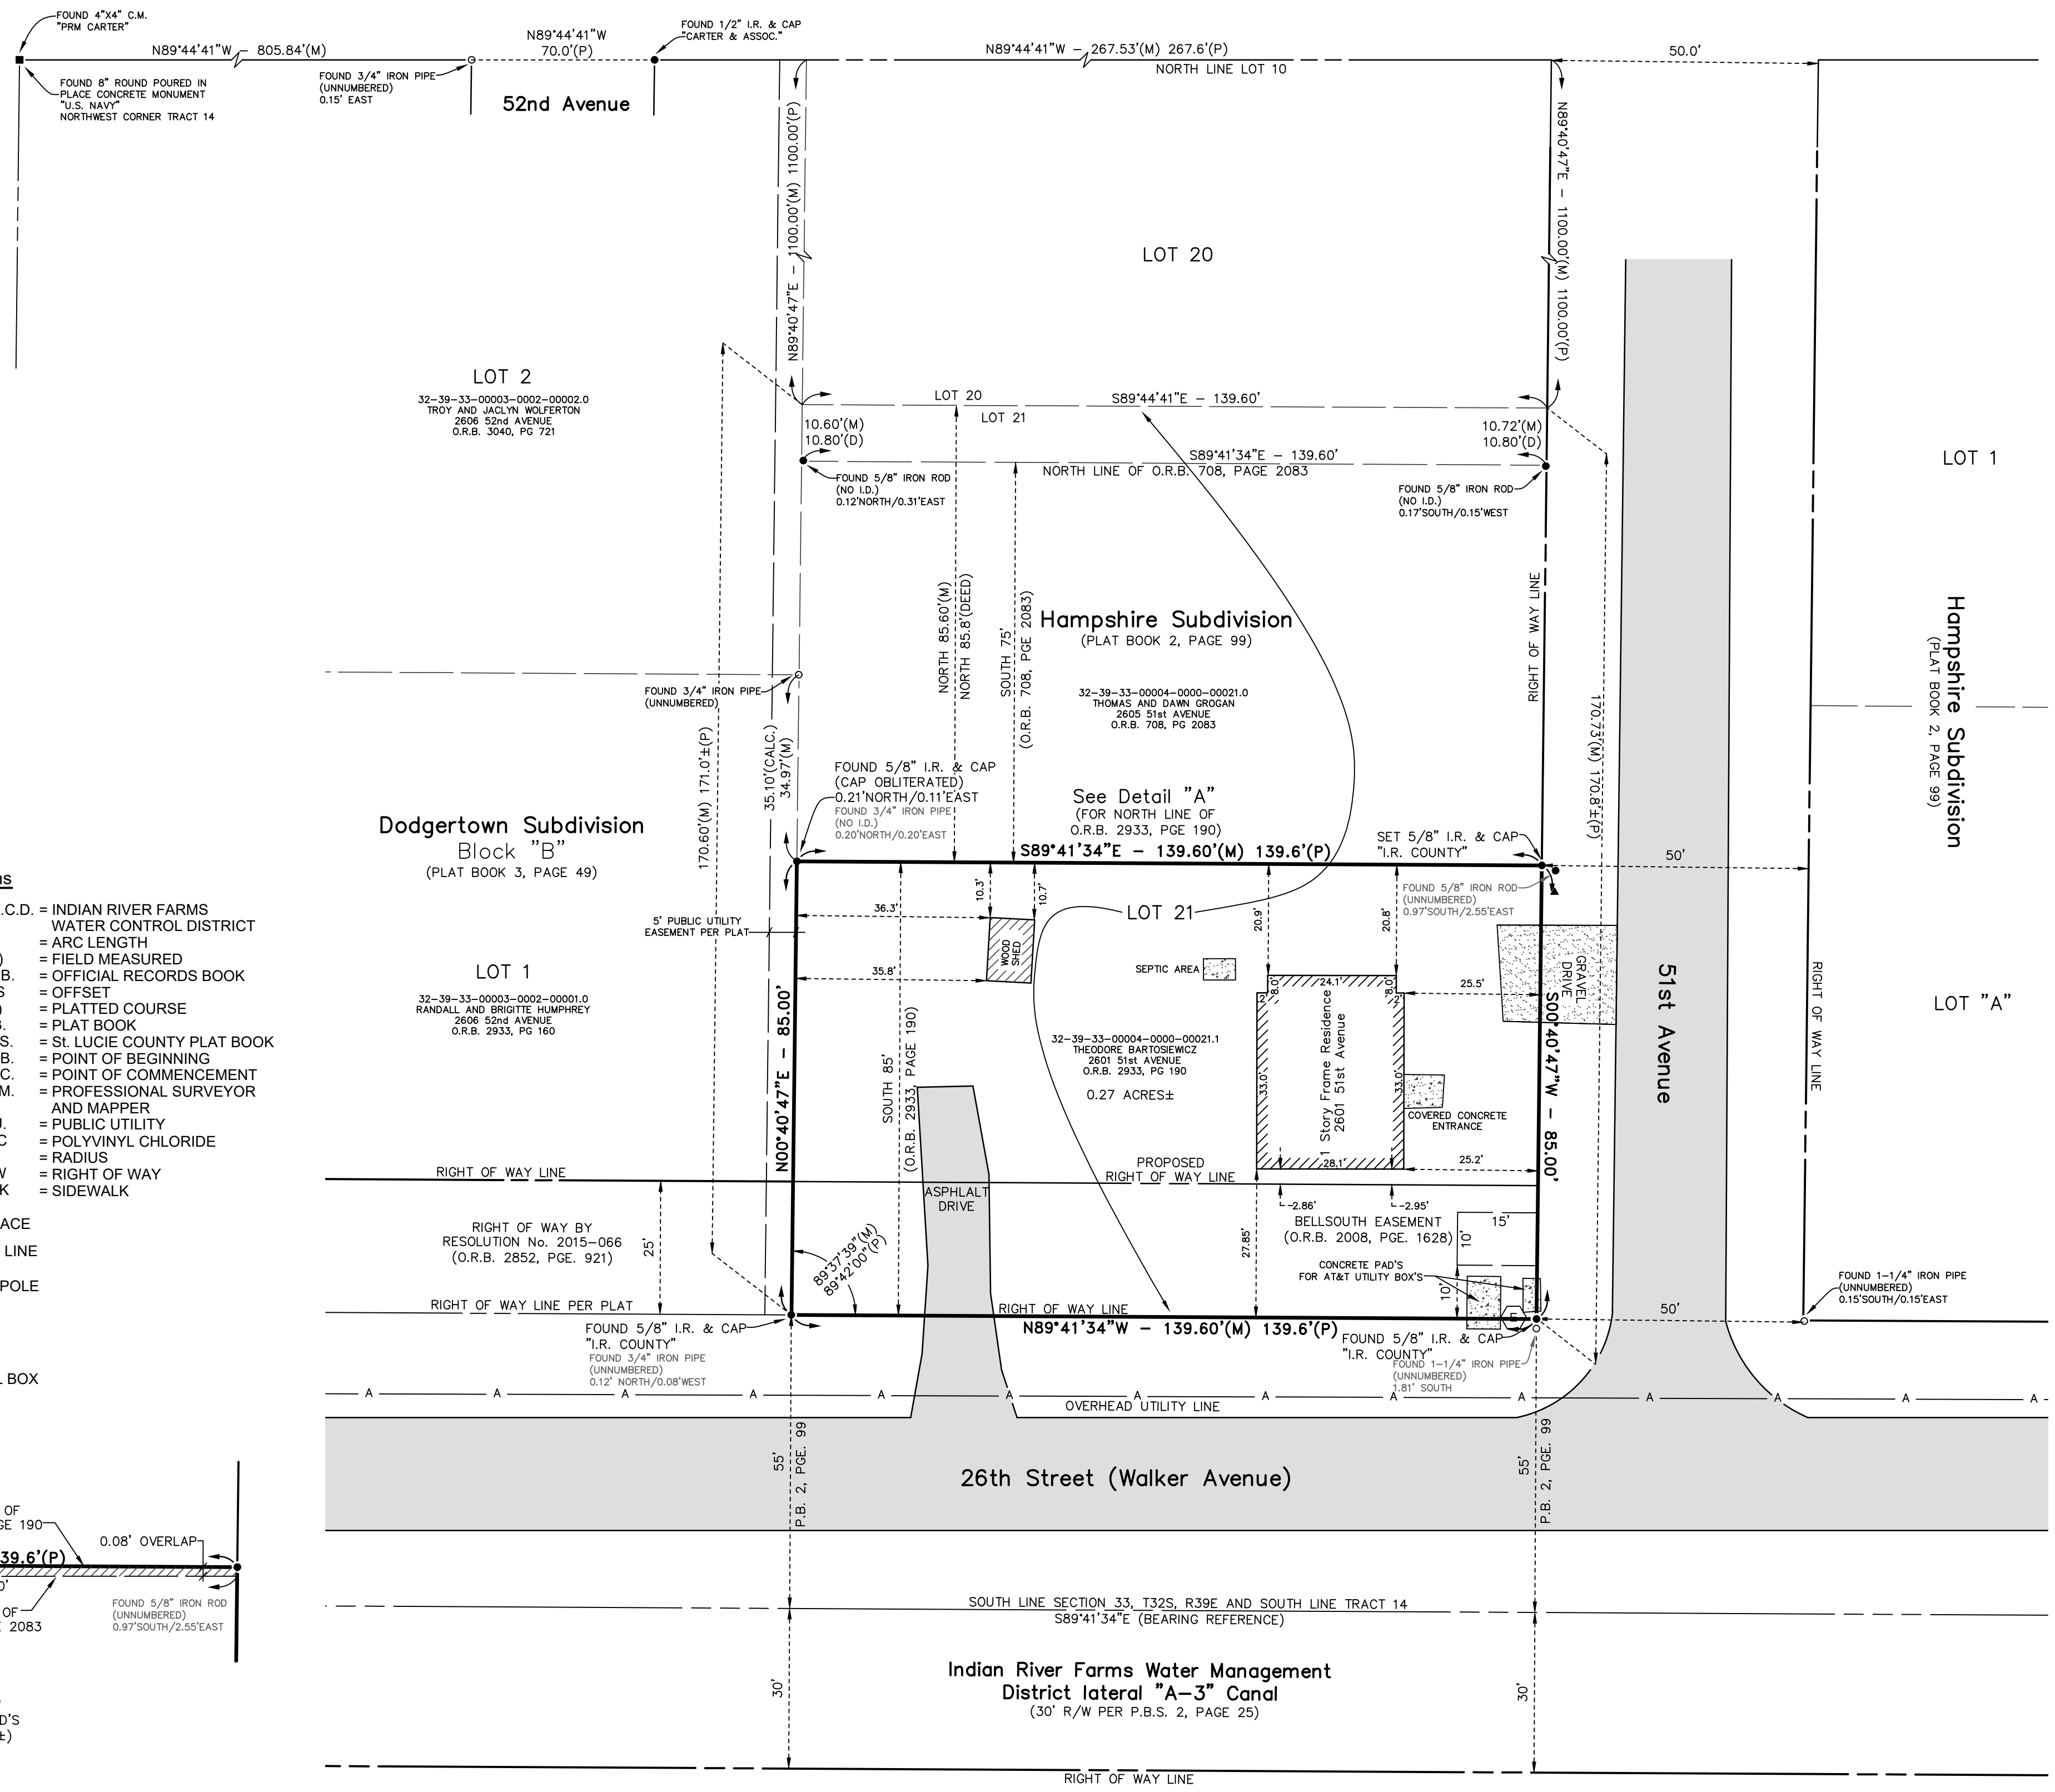 FOUND 4"X4" C.M.
"PRM CARTER"
N89°44'41"W – 805.84'(M)
FOUND 8" ROUND POURED IN
PLACE CONCRETE MONUMENT
"U.S. NAVY"
NORTHWEST CORNER TRACT 14
FOUND 3/4" IRON PIPE
(UNNUMBERED)
0.15' EAST
N89°44'41"W
70.0'(P)
52nd Avenue
FOUND 1/2" I.R. & CAP
"CARTER & ASSOC."
N89°44'41"W – 267.53'(M) 267.6'(P)
NORTH LINE LOT 10
50.0'
N89°40'47"E – 1100.00'(M) 1100.00'(P)
N89°40'47"E – 1100.00'(M) 1100.00'(P)
LOT 20
LOT 2
32-39-33-00003-0002-00002.0
TROY AND JACLYN WOLFERTON
2606 52nd AVENUE
O.R.B. 3040, PG 721
LOT 20
S89°44'41"E – 139.60'
LOT 21
10.60'(M)
10.80'(D)
10.72'(M)
10.80'(D)
S89°41'34"E – 139.60'
NORTH LINE OF O.R.B. 708, PAGE 2083
FOUND 5/8" IRON ROD
(NO I.D.)
0.12'NORTH/0.31'EAST
FOUND 5/8" IRON ROD
(NO I.D.)
0.17'SOUTH/0.15'WEST
LOT 1
Hampshire Subdivision
(PLAT BOOK 2, PAGE 99)
RIGHT OF WAY LINE
NORTH 85.60'(M)
NORTH 85.8'(DEED)
SOUTH 75'
(O.R.B. 708, PGE 2083)
Hampshire Subdivision
(PLAT BOOK 2, PAGE 99)
FOUND 3/4" IRON PIPE
(UNNUMBERED)
32-39-33-00004-0000-00021.0
THOMAS AND DAWN GROGAN
2605 51st AVENUE
O.R.B. 708, PG 2083
170.60'(M) 171.0'±(P)
35.10'(CALC.)
34.97'(M)
170.73'(M) 170.8'±(P)
FOUND 5/8" I.R. & CAP
(CAP OBLITERATED)
0.21'NORTH/0.11'EAST
FOUND 3/4" IRON PIPE
(NO I.D.)
0.20'NORTH/0.20'EAST
See Detail "A"
(FOR NORTH LINE OF
O.R.B. 2933, PGE 190)
Dodgertown Subdivision
Block "B"
(PLAT BOOK 3, PAGE 49)
S89°41'34"E – 139.60'(M) 139.6'(P)
SET 5/8" I.R. & CAP
"I.R. COUNTY"
50'
FOUND 5/8" IRON ROD
(UNNUMBERED)
0.97'SOUTH/2.55'EAST
ns
.C.D. = INDIAN RIVER FARMS
WATER CONTROL DISTRICT
= ARC LENGTH
) = FIELD MEASURED
B. = OFFICIAL RECORDS BOOK
S = OFFSET
) = PLATTED COURSE
. = PLAT BOOK
S. = St. LUCIE COUNTY PLAT BOOK
B. = POINT OF BEGINNING
C. = POINT OF COMMENCEMENT
M. = PROFESSIONAL SURVEYOR
AND MAPPER
. = PUBLIC UTILITY
C = POLYVINYL CHLORIDE
= RADIUS
= RIGHT OF WAY
K = SIDEWALK
ACE
LINE
POLE
BOX
5' PUBLIC UTILITY
EASEMENT PER PLAT
36.3'
10.3'
10.7'
WOOD
SHED
35.8'
LOT 21
SEPTIC AREA
20.9'
20.8'
8.0'
24.1'
8.0'
2'
2'
25.5'
GRAVEL
DRIVE
51st Avenue
RIGHT OF WAY LINE
LOT "A"
LOT 1
32-39-33-00003-0002-00001.0
RANDALL AND BRIGITTE HUMPHREY
2606 52nd AVENUE
O.R.B. 2933, PG 160
N00°40'47"E – 85.00'
SOUTH 85'
(O.R.B. 2933, PAGE 190)
32-39-33-00004-0000-00021.1
THEODORE BARTOSIEWICZ
2601 51st AVENUE
O.R.B. 2933, PG 190
0.27 ACRES±
33.0'
1 Story Frame Residence
2601 51st Avenue
33.0'
COVERED CONCRETE
ENTRANCE
S00°40'47"W – 85.00'
28.1'
25.2'
RIGHT OF WAY LINE
PROPOSED
RIGHT OF WAY LINE
ASPHLALT
DRIVE
2.86'
2.95'
RIGHT OF WAY BY
RESOLUTION No. 2015-066
(O.R.B. 2852, PGE. 921)
25'
89°37'39"(M)
89°42'00"(P)
27.85'
BELLSOUTH EASEMENT
(O.R.B. 2008, PGE. 1628)
15'
10'
CONCRETE PAD'S
FOR AT&T UTILITY BOX'S
10'
E
RIGHT OF WAY LINE PER PLAT
RIGHT OF WAY LINE
N89°41'34"W – 139.60'(M) 139.6'(P)
50'
FOUND 1-1/4" IRON PIPE
(UNNUMBERED)
0.15'SOUTH/0.15'EAST
FOUND 5/8" I.R. & CAP
"I.R. COUNTY"
FOUND 3/4" IRON PIPE
(UNNUMBERED)
0.12' NORTH/0.08'WEST
FOUND 5/8" I.R. & CAP
"I.R. COUNTY"
FOUND 1-1/4" IRON PIPE
(UNNUMBERED)
1.81' SOUTH
A A A A A A A A A A A A A A
OVERHEAD UTILITY LINE
55'
P.B. 2, PGE. 99
26th Street (Walker Avenue)
55'
P.B. 2, PGE. 99
OF
GE 190
0.08' OVERLAP
39.6'(P)
0'
OF
2083
FOUND 5/8" IRON ROD
(UNNUMBERED)
0.97'SOUTH/2.55'EAST
SOUTH LINE SECTION 33, T32S, R39E AND SOUTH LINE TRACT 14
S89°41'34"E (BEARING REFERENCE)
30'
Indian River Farms Water Management
District lateral "A-3" Canal
(30' R/W PER P.B.S. 2, PAGE 25)
30'
D'S
±)
RIGHT OF WAY LINE